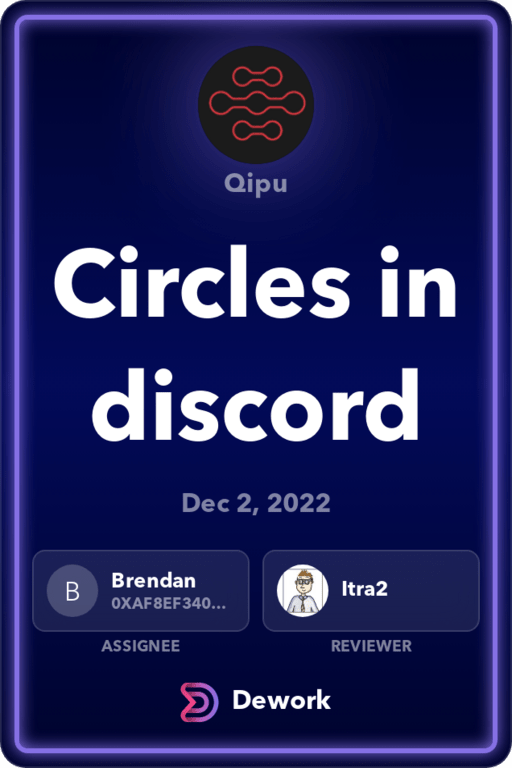 Qipu
Circles in
discord
Dec 2, 2022
B
Brendan
0XAF8EF340...
ASSIGNEE
Itra2
REVIEWER
Dework